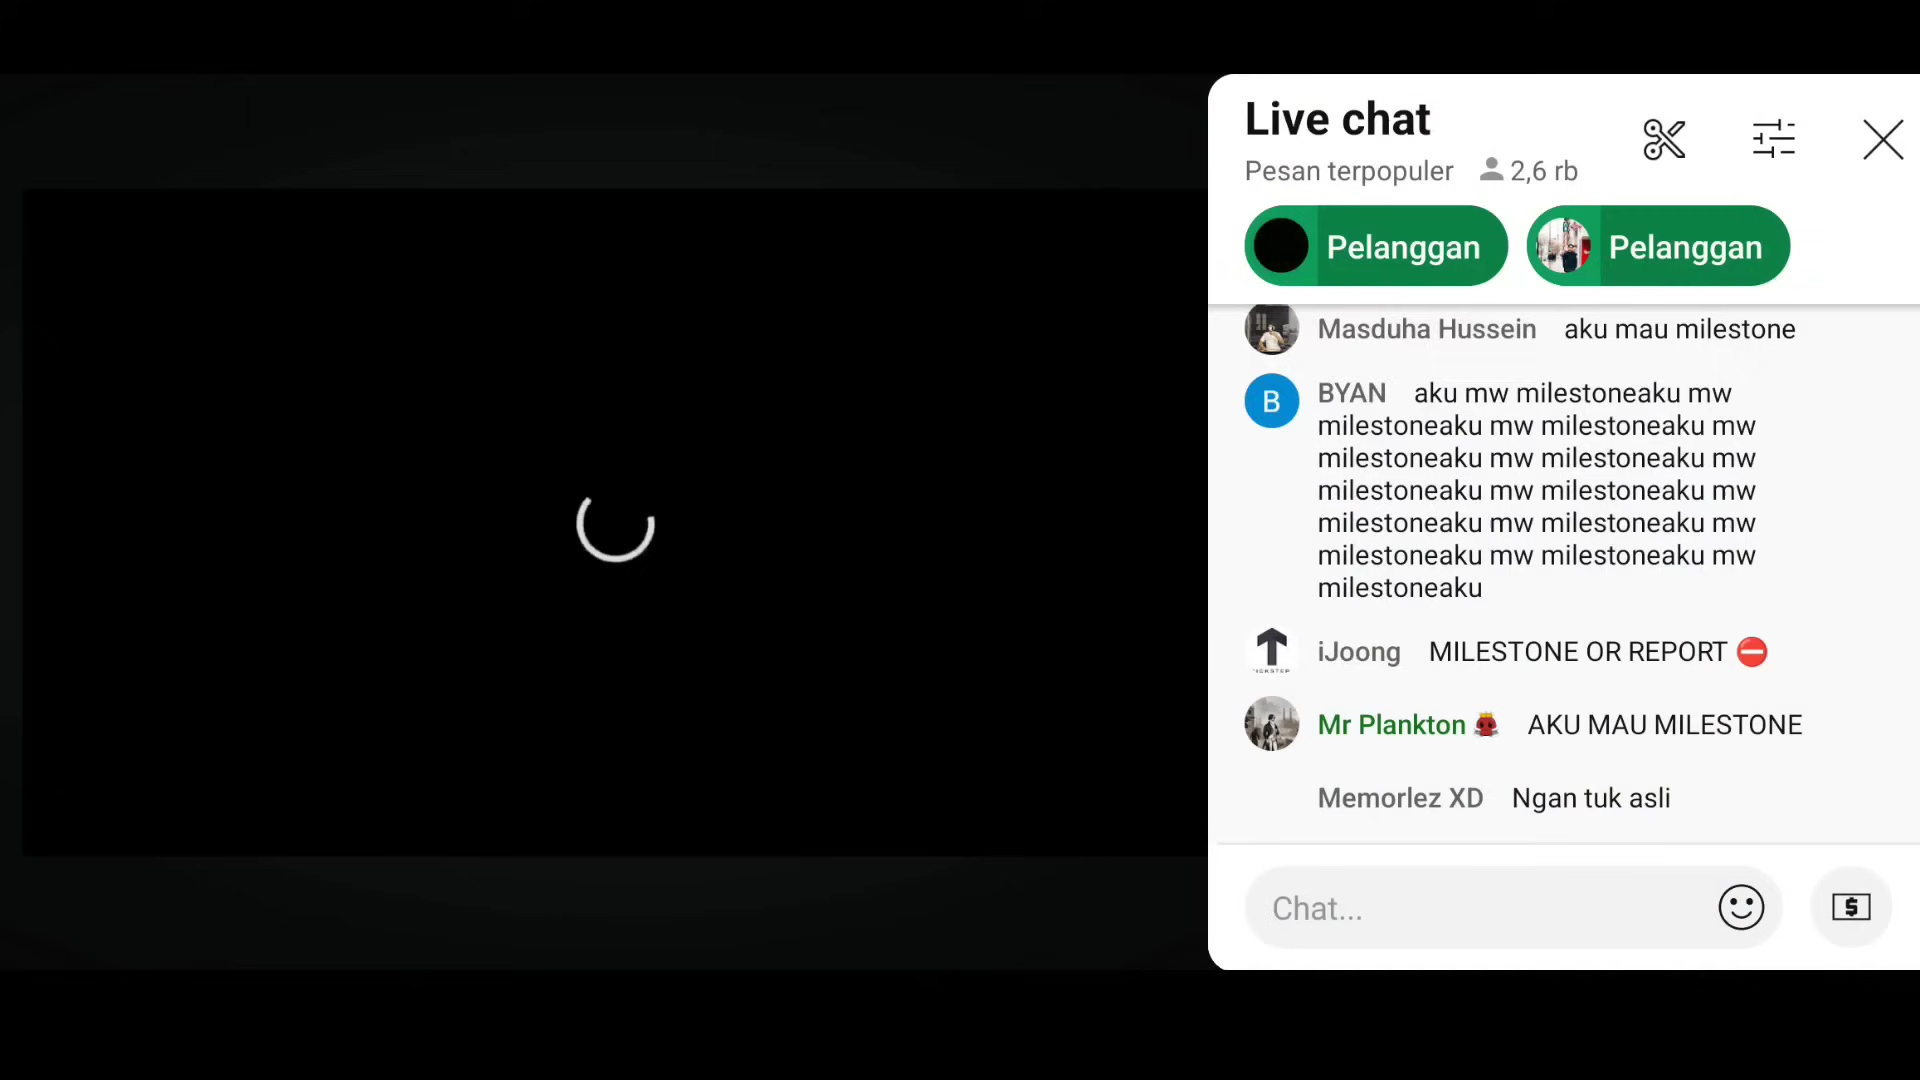 Live chat
Pesan terpopuler 2,6 rb
Pelanggan Pelanggan
Masduha Hussein aku mau milestone
B BYAN aku mw milestoneaku mw
milestoneaku mw milestoneaku mw
milestoneaku mw milestoneaku mw
milestoneaku mw milestoneaku mw
milestoneaku mw milestoneaku mw
milestoneaku mw milestoneaku mw
milestoneaku
iJoong MILESTONE OR REPORT ⛔
Mr Plankton AKU MAU MILESTONE
Memorlez XD Ngan tuk asli
Chat...